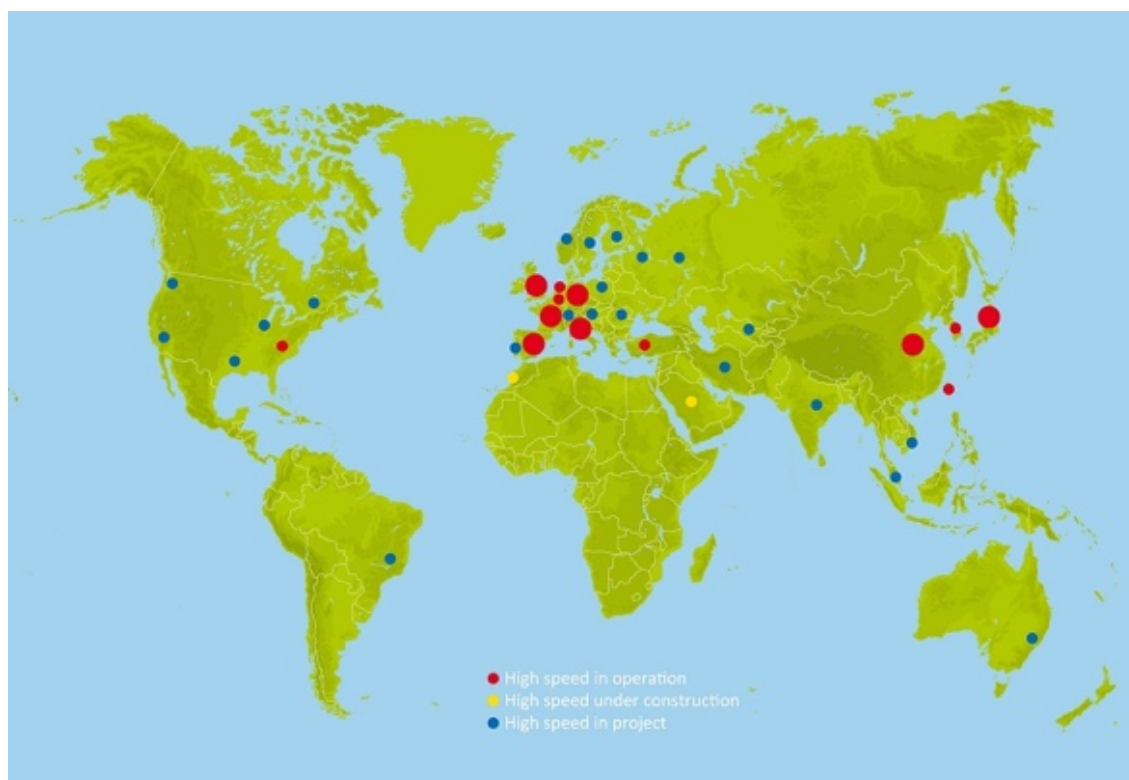 High speed in operation
High speed under construction
High speed in project